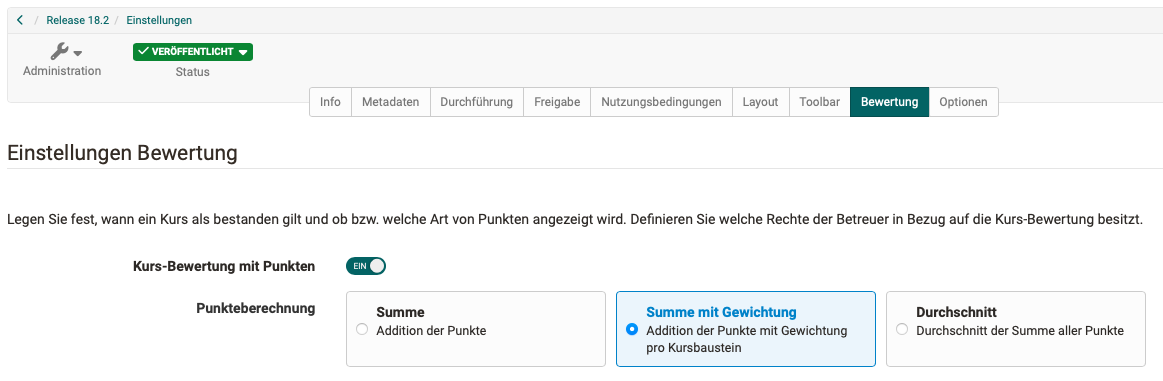 / Release 18.2 / Einstellungen
Administration
VERÖFFENTLICHT
Status
Info Metadaten Durchführung Freigabe Nutzungsbedingungen Layout Toolbar Bewertung Optionen
Einstellungen Bewertung
Legen Sie fest, wann ein Kurs als bestanden gilt und ob bzw. welche Art von Punkten angezeigt wird. Definieren Sie welche Rechte der Betreuer in Bezug auf die Kurs-Bewertung besitzt.
Kurs-Bewertung mit Punkten EIN
Punkteberechnung
Summe
Addition der Punkte
Summe mit Gewichtung
Addition der Punkte mit Gewichtung
pro Kursbaustein
Durchschnitt
Durchschnitt der Summe aller Punkte